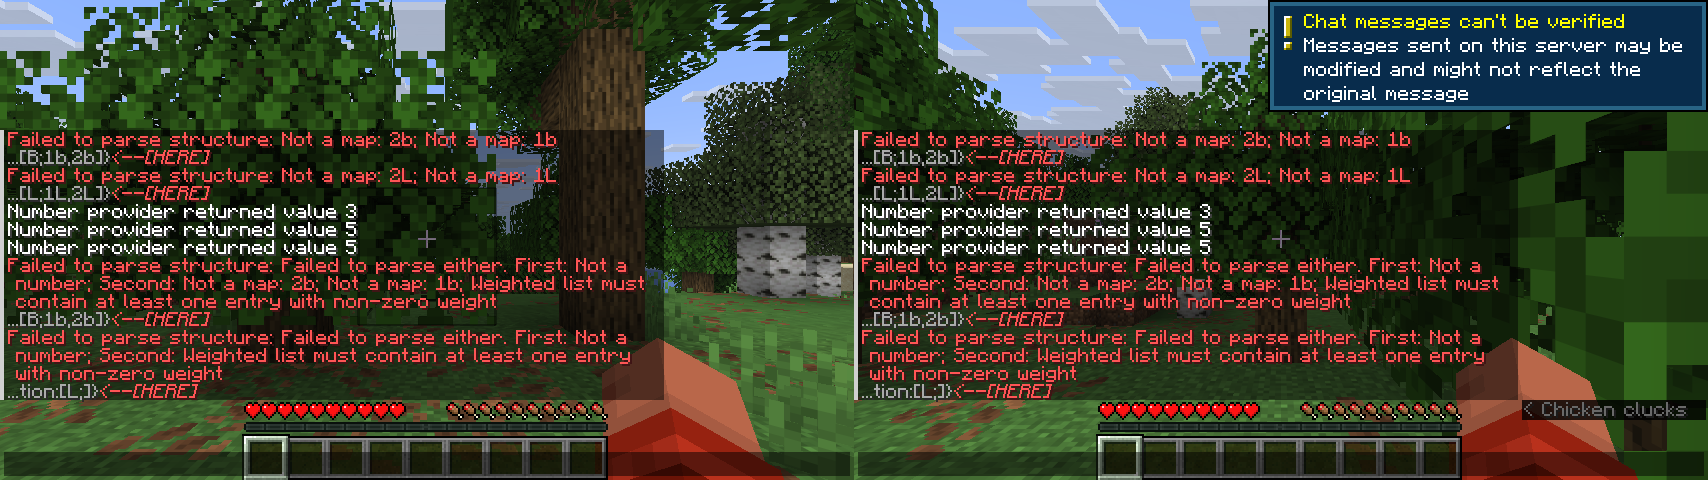 Failed to parse structure: Not a map: 2b; Not a map: 1b
...[B;1b,2b]}<--[HERE]
Failed to parse structure: Not a map: 2L; Not a map: 1L
...[L;1L,2L]}<--[HERE]
Number provider returned value 3
Number provider returned value 5
Number provider returned value 5
Failed to parse structure: Failed to parse either. First: Not a
number; Second: Not a map: 2b; Not a map: 1b; Weighted list must
contain at least one entry with non-zero weight
...[B;1b,2b]}<--[HERE]
Failed to parse structure: Failed to parse either. First: Not a
number; Second: Weighted list must contain at least one entry
with non-zero weight
...tion:[L;]}<--[HERE]
Chat messages can't be verified
Messages sent on this server may be
modified and might not reflect the
original message
Failed to parse structure: Not a map: 2b; Not a map: 1b
...[B;1b,2b]}<--[HERE]
Failed to parse structure: Not a map: 2L; Not a map: 1L
...[L;1L,2L]}<--[HERE]
Number provider returned value 3
Number provider returned value 5
Number provider returned value 5
Failed to parse structure: Failed to parse either. First: Not a
number; Second: Not a map: 2b; Not a map: 1b; Weighted list must
contain at least one entry with non-zero weight
...[B;1b,2b]}<--[HERE]
Failed to parse structure: Failed to parse either. First: Not a
number; Second: Weighted list must contain at least one entry
with non-zero weight
...tion:[L;]}<--[HERE]
< Chicken clucks